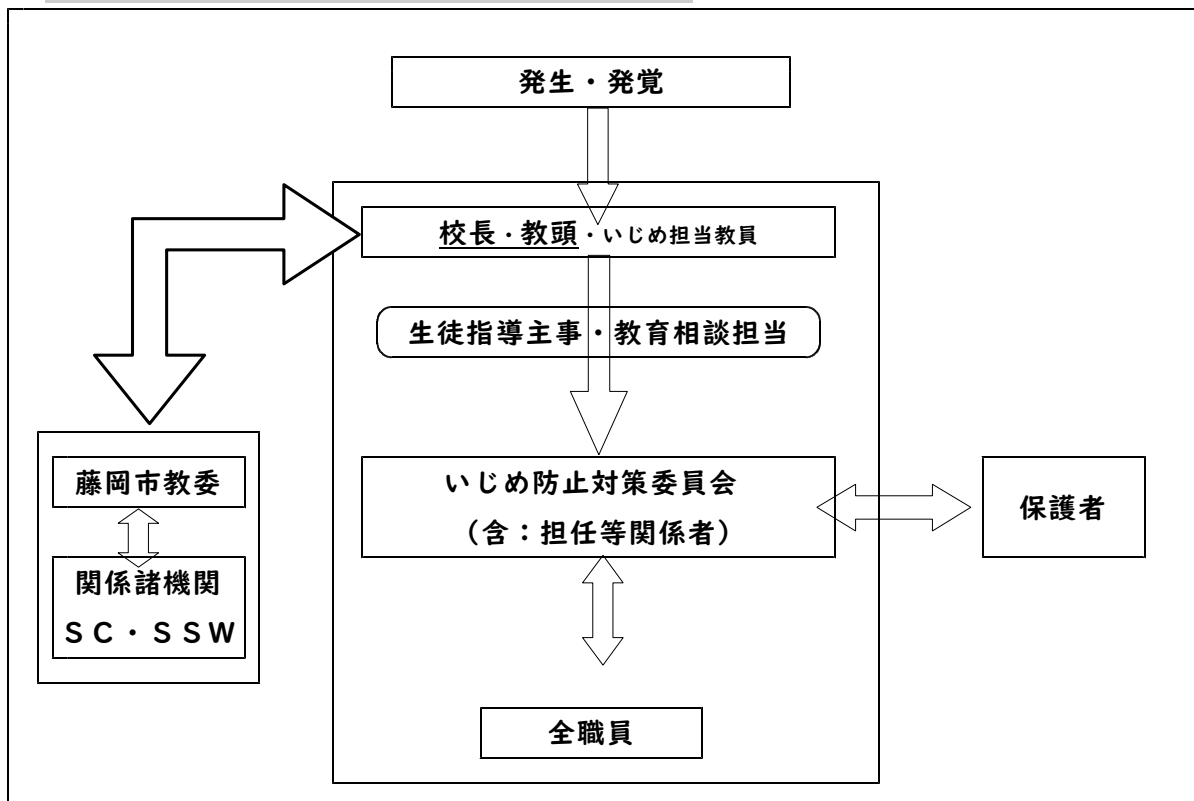 発生・発覚
校長・教頭・いじめ担当教員
生徒指導主事・教育相談担当
いじめ防止対策委員会
（含：担任等関係者）
保護者
藤岡市教委
関係諸機関
ＳＣ・ＳＳＷ
全職員